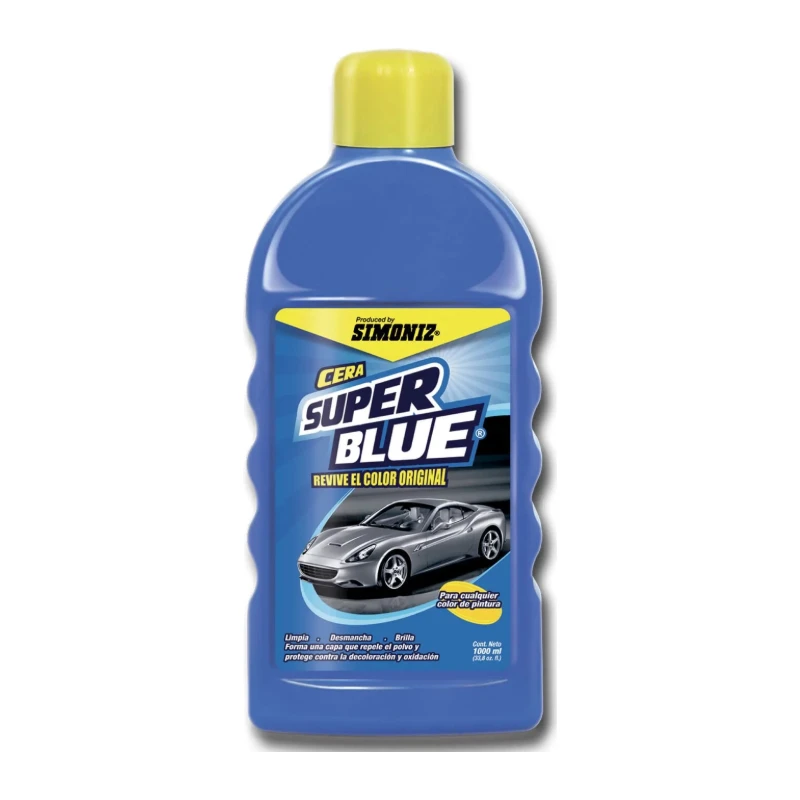 Produced by
SIMONIZ®
CERA
SUPER
BLUE®
REVIVE EL COLOR ORIGINAL
Para cualquier
color de pintura
Limpia . Desmancha . Brilla
Forma una capa que repele el polvo y
protege contra la decoloración y oxidación
Cont. Neto
1000 ml
(33,8 oz. fl.)